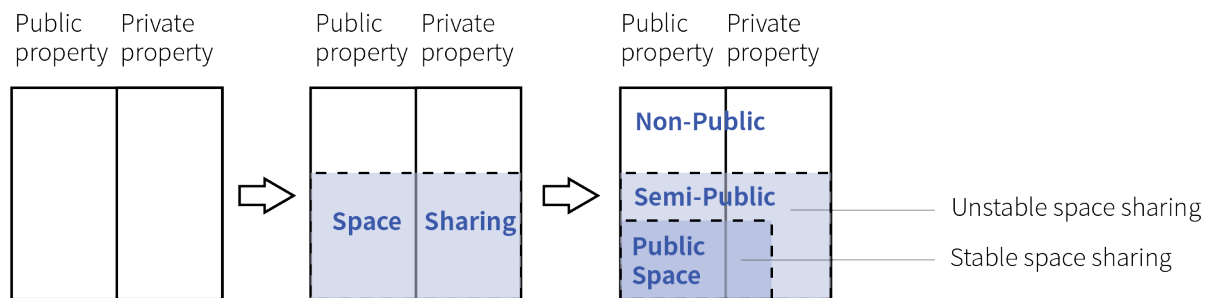 Public
property
Private
property
Public
property
Private
property
Public
property
Private
property
Space Sharing
Non-Public
Semi-Public
Public
Space
Unstable space sharing
Stable space sharing